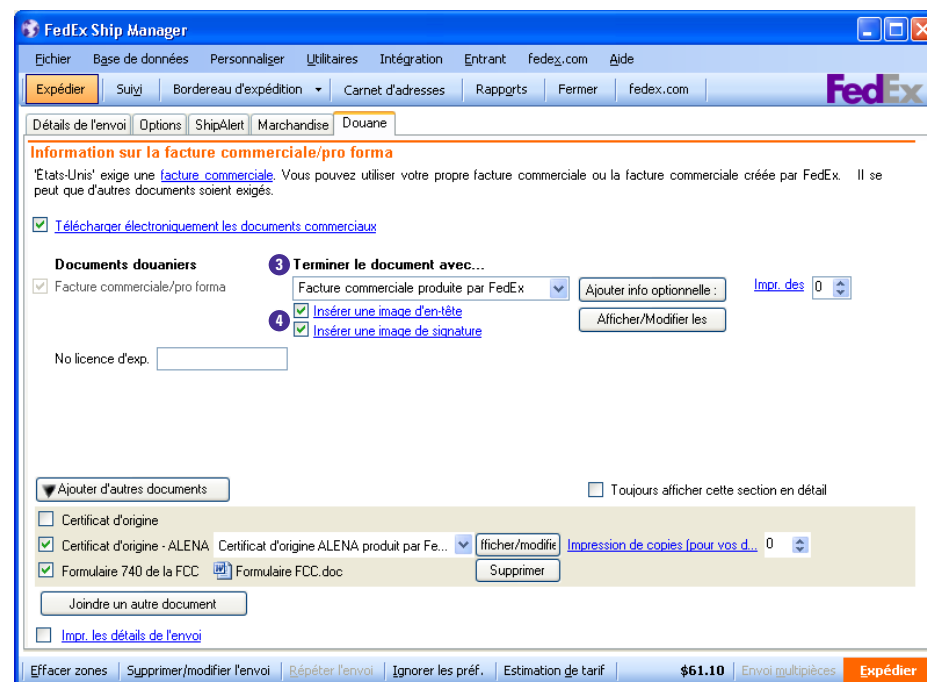 FedEx Ship Manager
Fichier Base de données Personnaliser Utilitaires Intégration Entrant fedex.com Aide
Expédier Suivi Bordereau d'expédition Carnet d'adresses Rapports Fermer fedex.com FedEx
Détails de l'envoi Options ShipAlert Marchandise Douane
Information sur la facture commerciale/pro forma
'États-Unis' exige une facture commerciale. Vous pouvez utiliser votre propre facture commerciale ou la facture commerciale créée par FedEx. Il se
peut que d'autres documents soient exigés.
Télécharger électroniquement les documents commerciaux
Documents douaniers 3 Terminer le document avec...
Facture commerciale/pro forma Facture commerciale produite par FedEx Ajouter info optionnelle : Impr. des 0
4 Insérer une image d'en-tête
Afficher/Modifier les
Insérer une image de signature
No licence d'exp.
Ajouter d'autres documents Toujours afficher cette section en détail
Certificat d'origine
Certificat d'origine - ALENA Certificat d'origine ALENA produit par Fe... fficher/modifie Impression de copies (pour vos d... 0
Formulaire 740 de la FCC Formulaire FCC.doc Supprimer
Joindre un autre document
Impr. les détails de l'envoi
Effacer zones Supprimer/modifier l'envoi Répéter l'envoi Ignorer les préf. Estimation de tarif $61.10 Envoi multipièces Expédier